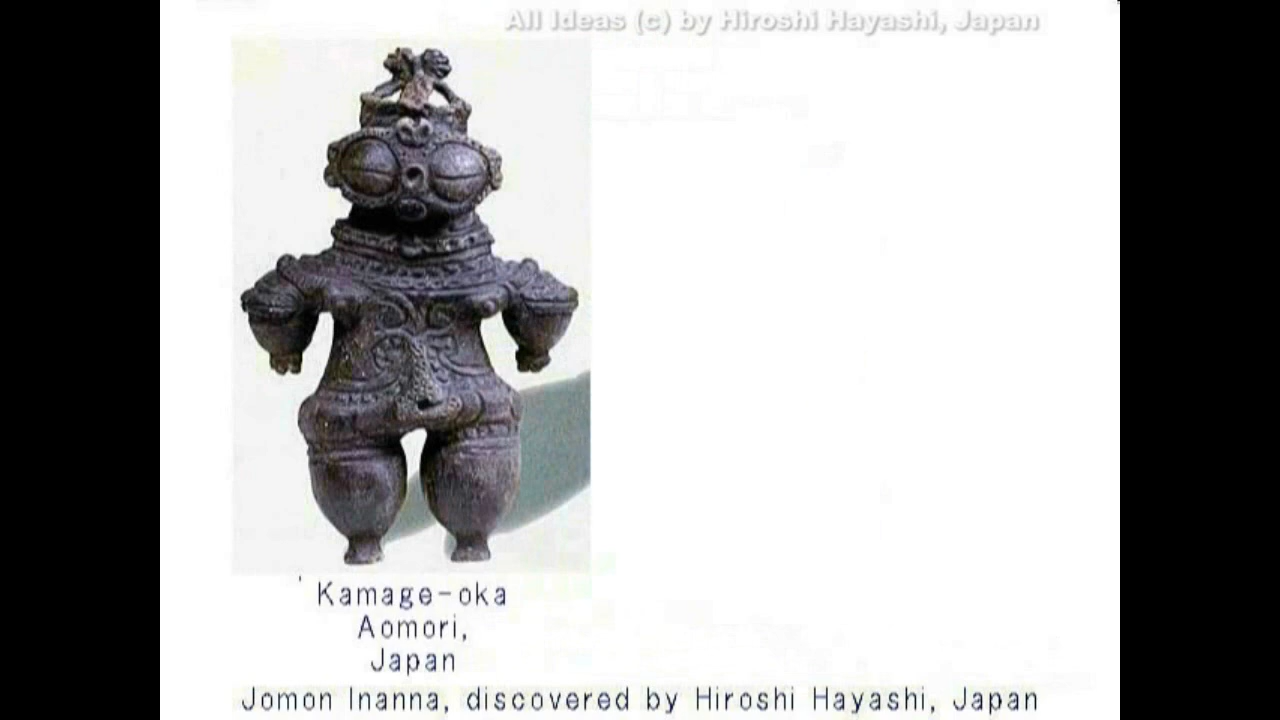 All Ideas (c) by Hiroshi Hayashi, Japan
Kamage-oka
Aomori,
Japan
Jomon Inanna, discovered by Hiroshi Hayashi, Japan